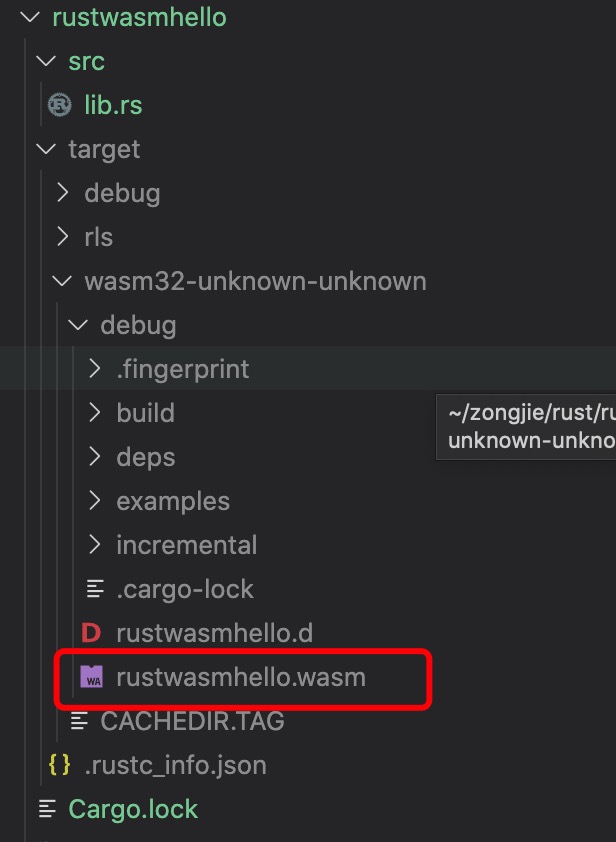 rustwasmhello
src
lib.rs
target
debug
rls
wasm32-unknown-unknown
debug
.fingerprint
build
~/zongjie/rust/ru
unknown-unkno
deps
examples
incremental
.cargo-lock
D rustwasmhello.d
WA rustwasmhello.wasm
CACHEDIR.TAG
{} .rustc_info.json
Cargo.lock